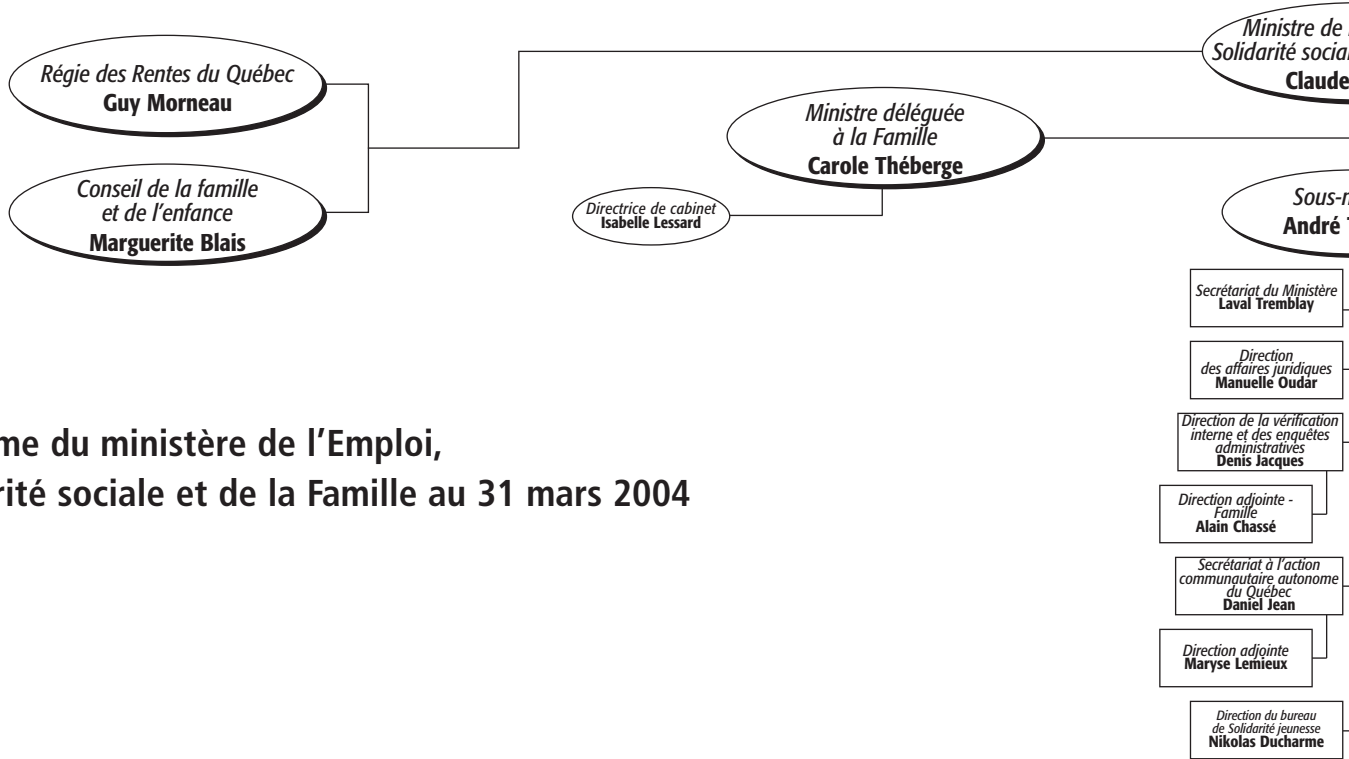 Régie des Rentes du Québec
Guy Morneau
Conseil de la famille
et de l'enfance
Marguerite Blais
Ministre de
Solidarité social
Claude
Ministre déléguée
à la Famille
Carole Théberge
Directrice de cabinet
Isabelle Lessard
Sous-m
André T
Secrétariat du Ministère
Laval Tremblay
Direction
des affaires juridiques
Manuelle Oudar
Direction de la vérification
interne et des enquêtes
administratives
Denis Jacques
Direction adjointe -
Famille
Alain Chassé
Secrétariat à l'action
communautaire autonome
du Québec
Daniel Jean
Direction adjointe
Maryse Lemieux
Direction du bureau
de Solidarité jeunesse
Nikolas Ducharme
me du ministère de l'Emploi,
rité sociale et de la Famille au 31 mars 2004